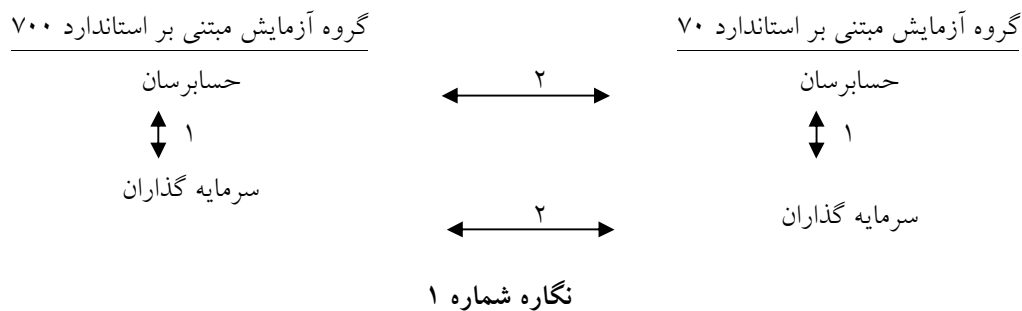 گروه آزمایش مبتنی بر استاندارد ۷۰ گروه آزمایش مبتنی بر استاندارد ۷۰۰
حسابرسان ۲ حسابرسان
۱ ۱
سرمایه گذاران ۲ سرمایه گذاران
نگاره شماره ۱